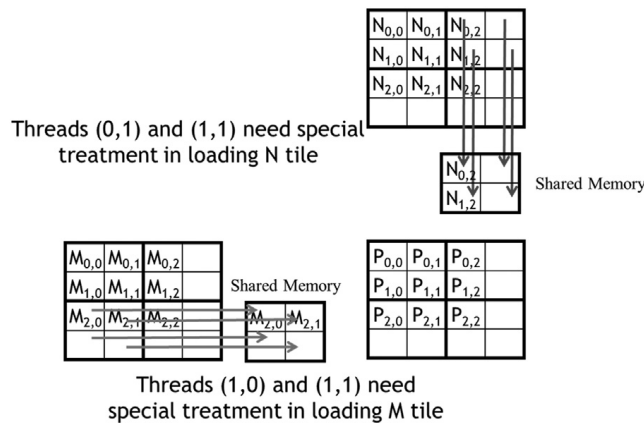 N0,0 N0,1 N0,2
N1,0 N1,1 N1,2
N2,0 N2,1 N2,2
Threads (0,1) and (1,1) need special
treatment in loading N tile
N0,2
N1,2
Shared Memory
M0,0 M0,1 M0,2
M1,0 M1,1 M1,2
M2,0 M2,1 M2,2
Shared Memory
M2,0 M2,1
P0,0 P0,1 P0,2
P1,0 P1,1 P1,2
P2,0 P2,1 P2,2
Threads (1,0) and (1,1) need
special treatment in loading M tile